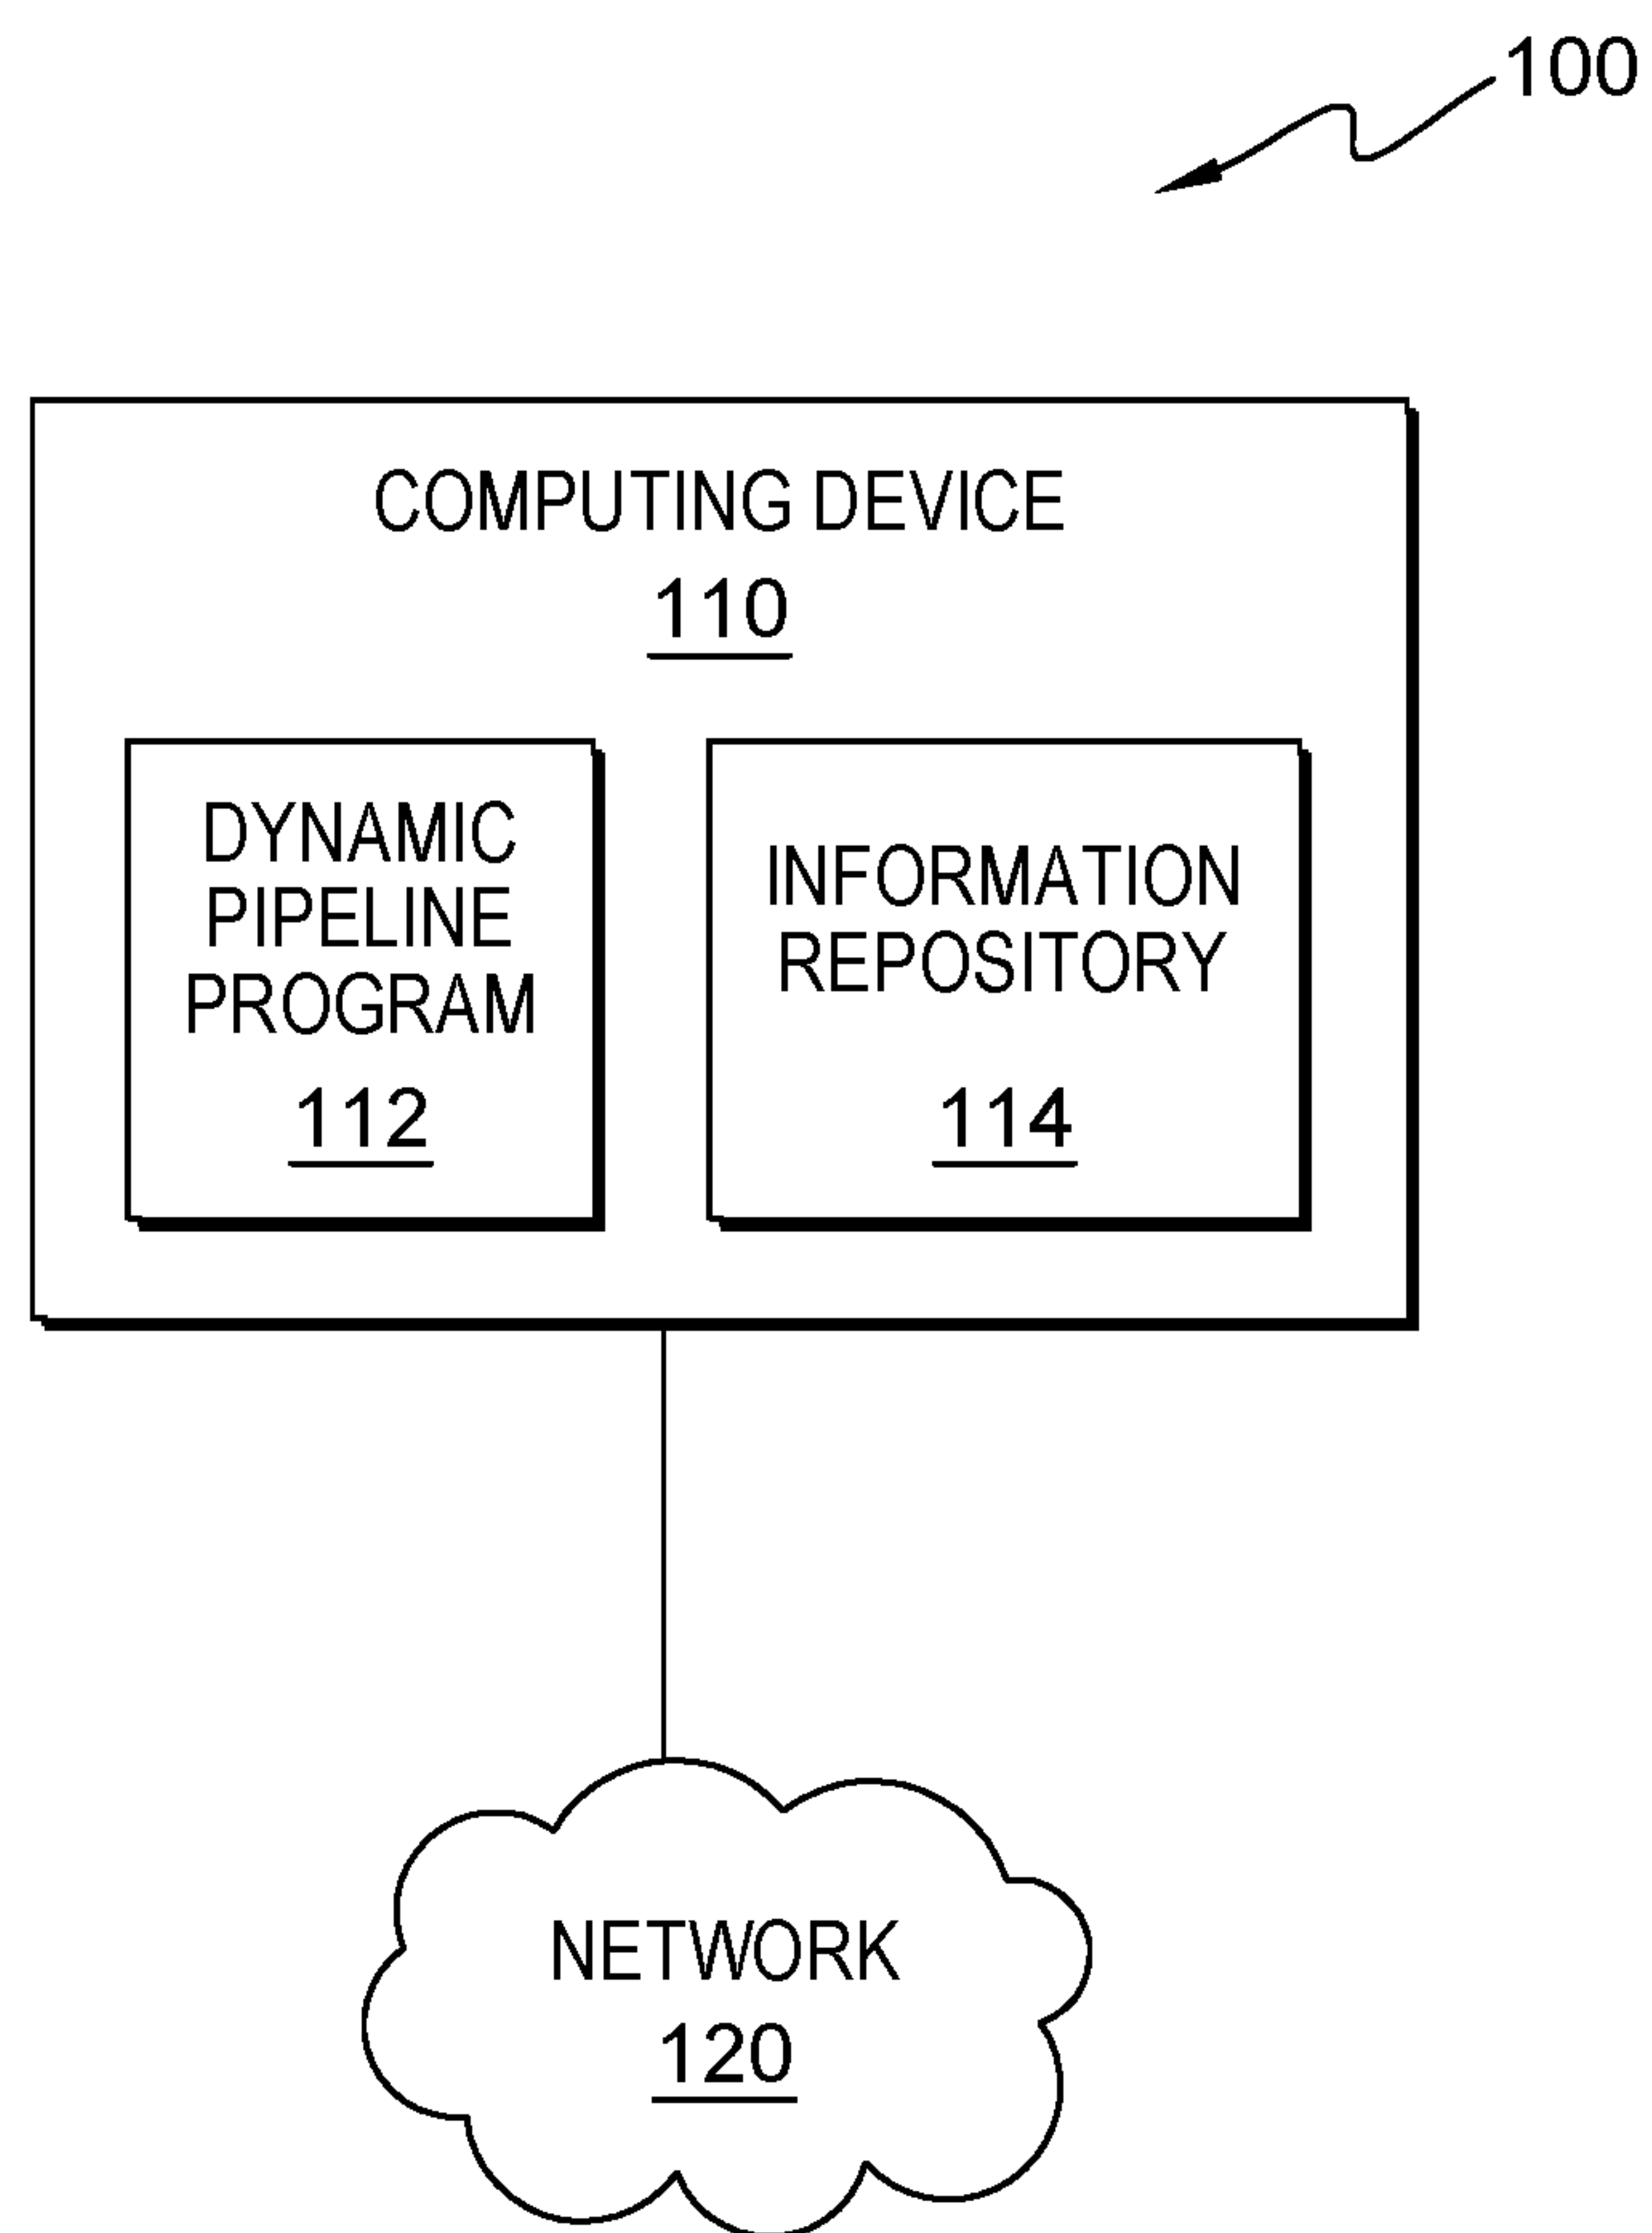 100
COMPUTING DEVICE
110
DYNAMIC
PIPELINE
PROGRAM
112
INFORMATION
REPOSITORY
114
NETWORK
120